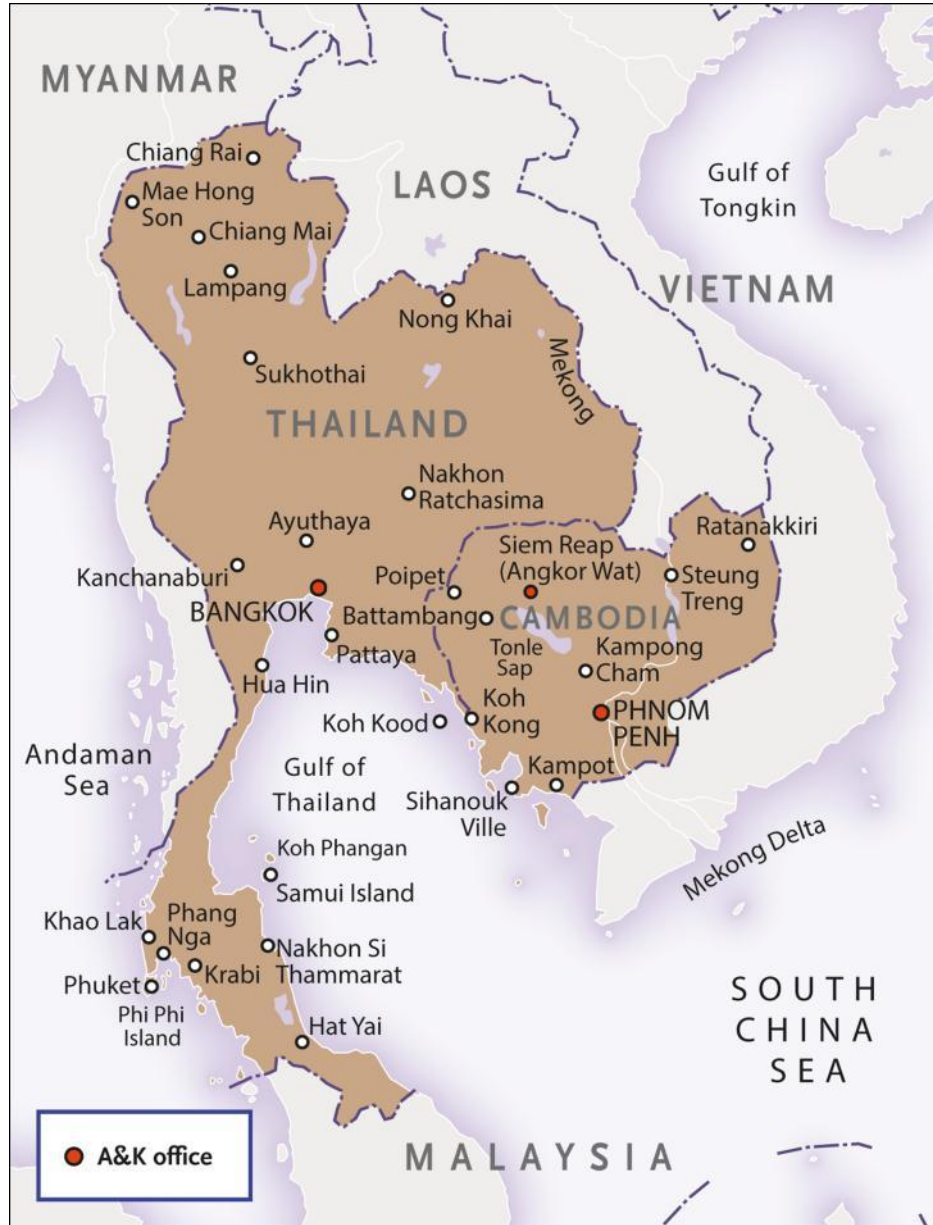 MYANMAR
Chiang Rai
Mae Hong
Son
Chiang Mai
Lampang
LAOS
Gulf of
Tongkin
VIETNAM
Nong Khai
Sukhothai
Mekong
THAILAND
Nakhon
Ratchasima
Ayuthaya
Ratanakkiri
Siem Reap
(Angkor Wat)
Kanchanaburi
Poipet
Steung
Treng
BANGKOK
Battambang
CAMBODIA
Pattaya
Tonle
Sap
Kampong
Cham
Hua Hin
Koh
Kong
Koh Kood
PHNOM
PENH
Andaman
Sea
Gulf of
Thailand
Kampot
Sihanouk
Ville
Mekong Delta
Koh Phangan
Samui Island
Khao Lak
Phang
Nga
Nakhon Si
Thammarat
Krabi
Phuket
Phi Phi
Island
Hat Yai
SOUTH
CHINA
SEA
A&K office
MALAYSIA